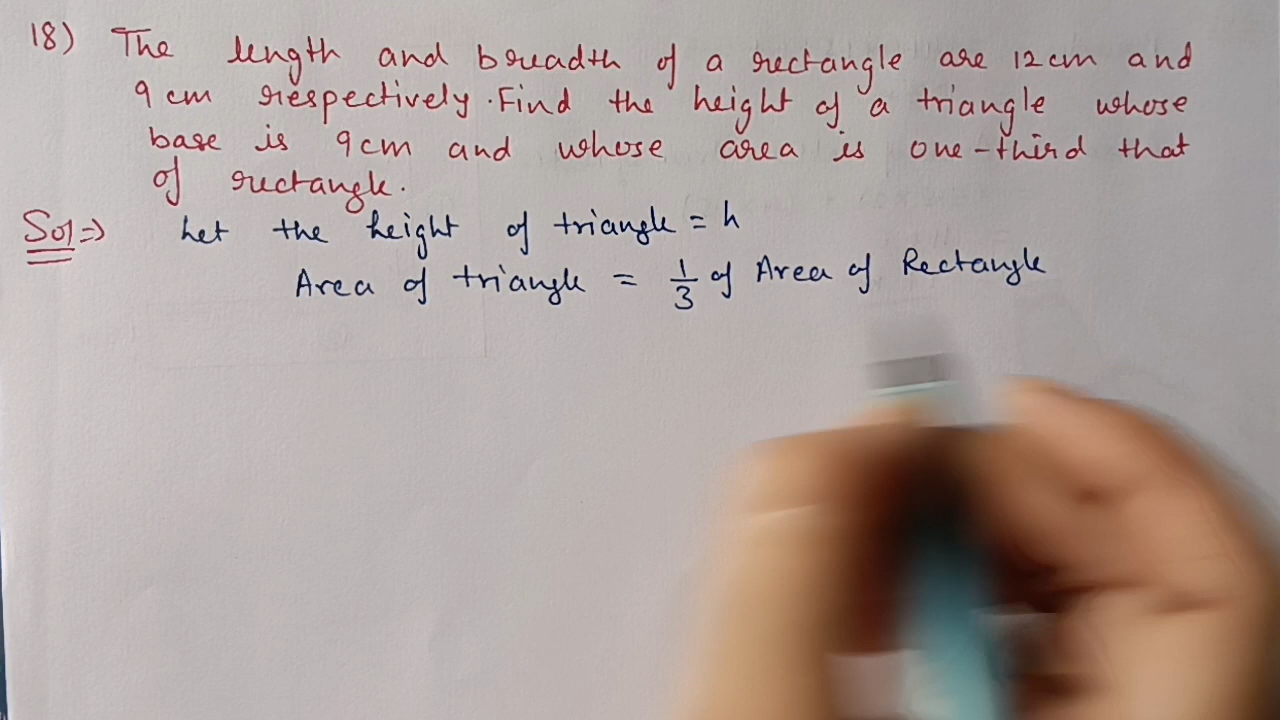 18) The length and breadth of a rectangle are 12 cm and
9 cm respectively. Find the height of a triangle whose
base is 9cm and whose area is one-third that
of rectangle.
Sol⇒ Let the height of triangle = h
Area of triangle = 1/3 of Area of Rectangle